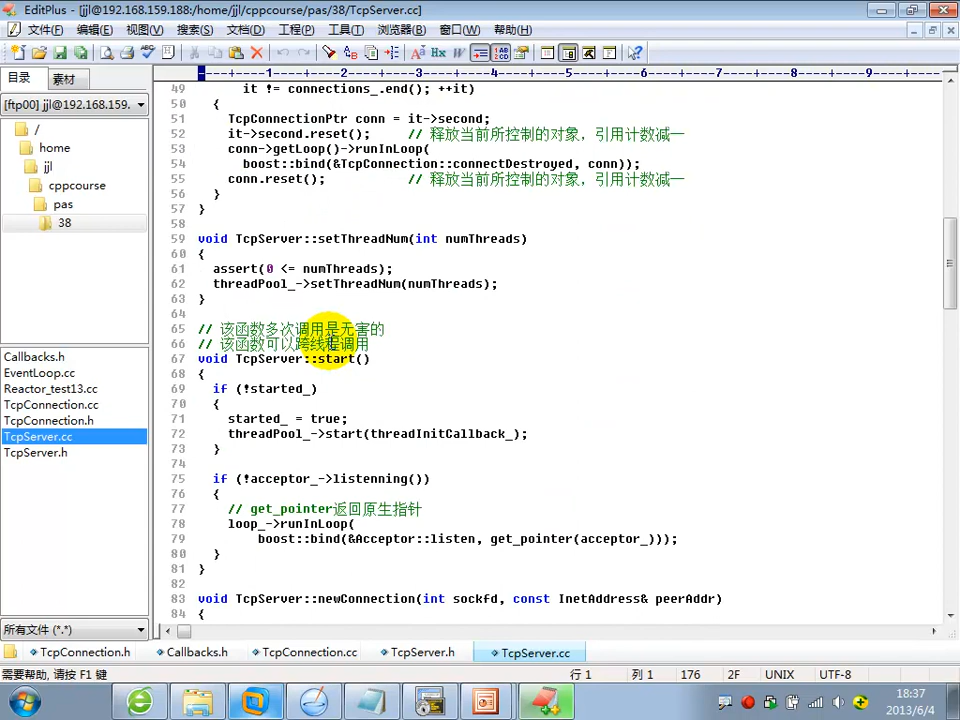 EditPlus - [jjl@192.168.159.188:/home/jjl/cppcourse/pas/38/TcpServer.cc]
文件(F) 编辑(E) 视图(V) 搜索(S) 文档(D) 工程(P) 工具(T) 浏览器(B) 窗口(W) 帮助(H)
目录 素材
[ftp00] jjl@192.168.159.
/
home
jjl
cppcourse
pas
38
Callbacks.h
EventLoop.cc
Reactor_test13.cc
TcpConnection.cc
TcpConnection.h
TcpServer.cc
TcpServer.h
所有文件 (*.*)
----+----1----+----2----+----3----+----4----+----5----+----6----+----7----+----8----+----9----+
49 it != connections_.end(); ++it)
50 {
51 TcpConnectionPtr conn = it->second;
52 it->second.reset(); // 释放当前所控制的对象，引用计数减一
53 conn->getLoop()->runInLoop(
54 boost::bind(&TcpConnection::connectDestroyed, conn));
55 conn.reset(); // 释放当前所控制的对象，引用计数减一
56 }
57 }
58
59 void TcpServer::setThreadNum(int numThreads)
60 {
61 assert(0 <= numThreads);
62 threadPool_->setThreadNum(numThreads);
63 }
64
65 // 该函数多次调用是无害的
66 // 该函数可以跨线程调用
67 void TcpServer::start()
68 {
69 if (!started_)
70 {
71 started_ = true;
72 threadPool_->start(threadInitCallback_);
73 }
74
75 if (!acceptor_->listenning())
76 {
77 // get_pointer返回原生指针
78 loop_->runInLoop(
79 boost::bind(&Acceptor::listen, get_pointer(acceptor_)));
80 }
81 }
82
83 void TcpServer::newConnection(int sockfd, const InetAddress& peerAddr)
84 {
TcpConnection.h Callbacks.h TcpConnection.cc TcpServer.h TcpServer.cc
需要帮助, 请按 F1 键 行 1 列 1 176 2F UNIX UTF-8
18:37
2013/6/4